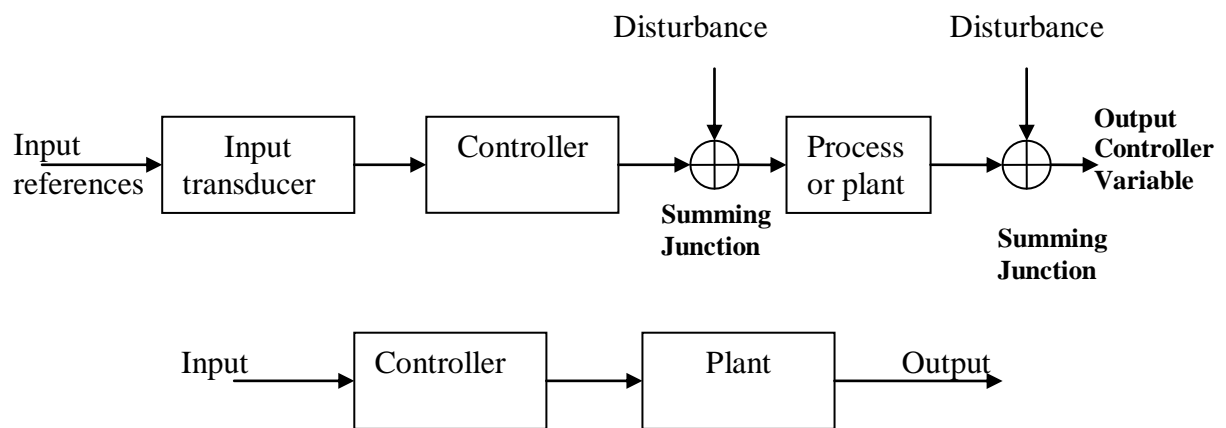 Disturbance
Disturbance
Input
references
Input
transducer
Controller
Process
or plant
Output
Controller
Variable
Summing
Junction
Summing
Junction
Input
Controller
Plant
Output